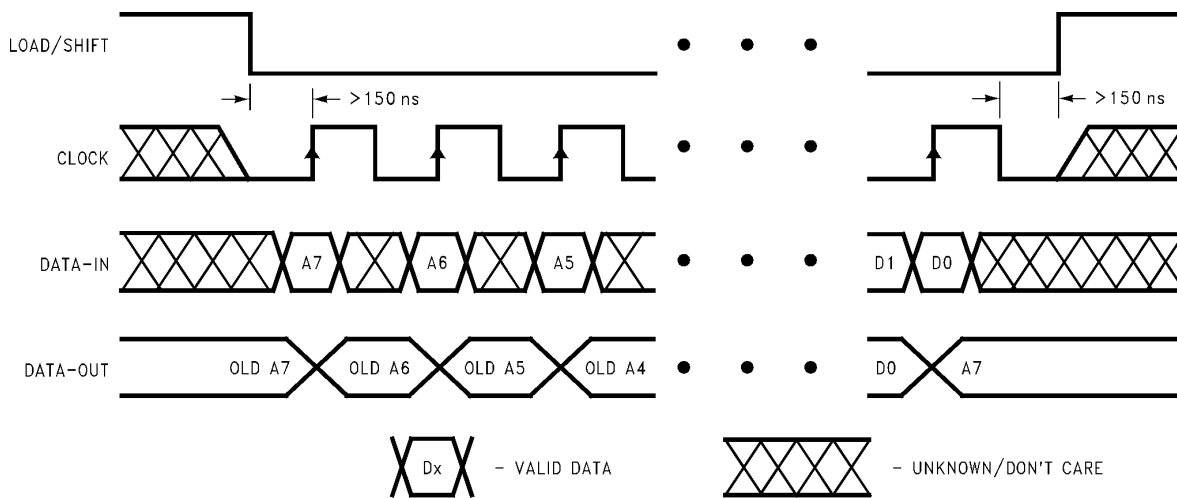 LOAD/SHIFT
>150 ns >150 ns
CLOCK
DATA-IN A7 A6 A5 D1 D0
DATA-OUT OLD A7 OLD A6 OLD A5 OLD A4 D0 A7
Dx - VALID DATA - UNKNOWN/DON'T CARE